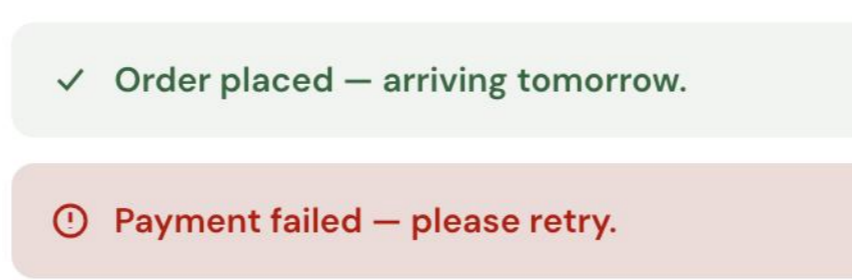 Order placed — arriving tomorrow.
Payment failed — please retry.